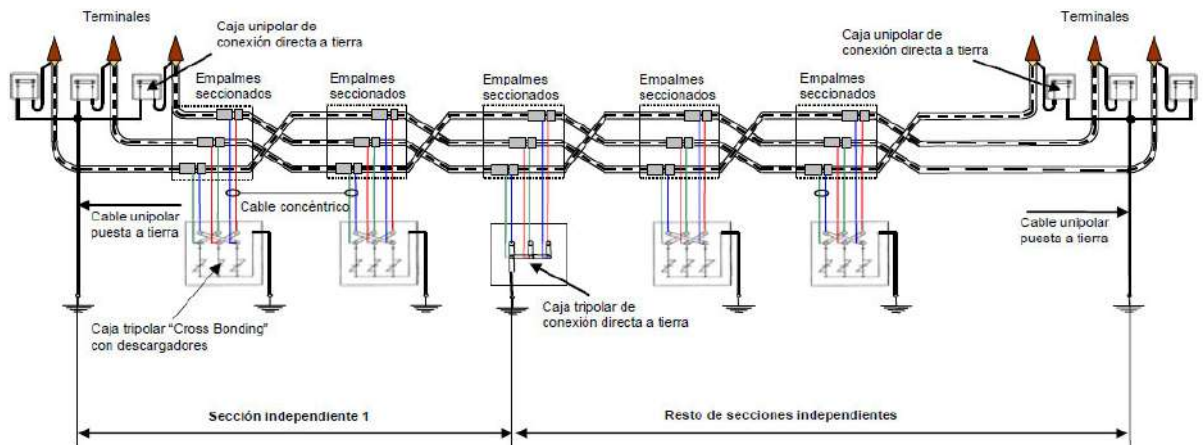 Terminales
Caja unipolar de
conexión directa a tierra
Caja unipolar de
conexión directa a tierra
Terminales
Empalmes
seccionados
Empalmes
seccionados
Empalmes
seccionados
Empalmes
seccionados
Empalmes
seccionados
Cable unipolar
puesta a tierra
Cable concéntrico
Cable unipolar
puesta a tierra
Caja tripolar "Cross Bonding"
con descargadores
Caja tripolar de
conexión directa a tierra
Sección independiente 1
Resto de secciones independientes